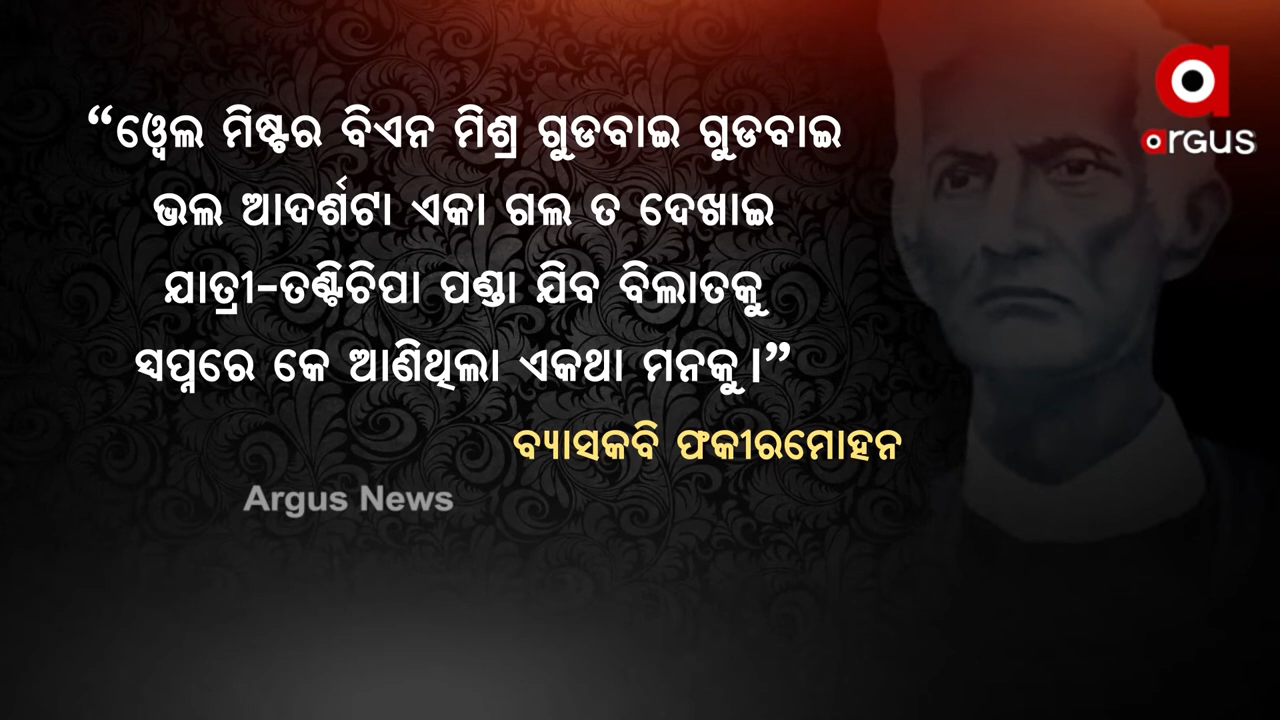 “ୱେଲ ମିଷ୍ଟର ବିଏନ ମିଶ୍ର ଗୁଡବାଇ ଗୁଡବାଇ
ଭଲ ଆଦର୍ଶଟା ଏକା ଗଲ ତ ଦେଖାଇ
ଯାତ୍ରୀ-ତଣ୍ଟିଚିପା ପଣ୍ଡା ଯିବ ବିଲାତକୁ
ସ୍ୱପ୍ନରେ କେ ଆଣିଥିଲା ଏକଥା ମନକୁ।”
ବ୍ୟାସକବି ଫକୀରମୋହନ
Argus News
argus